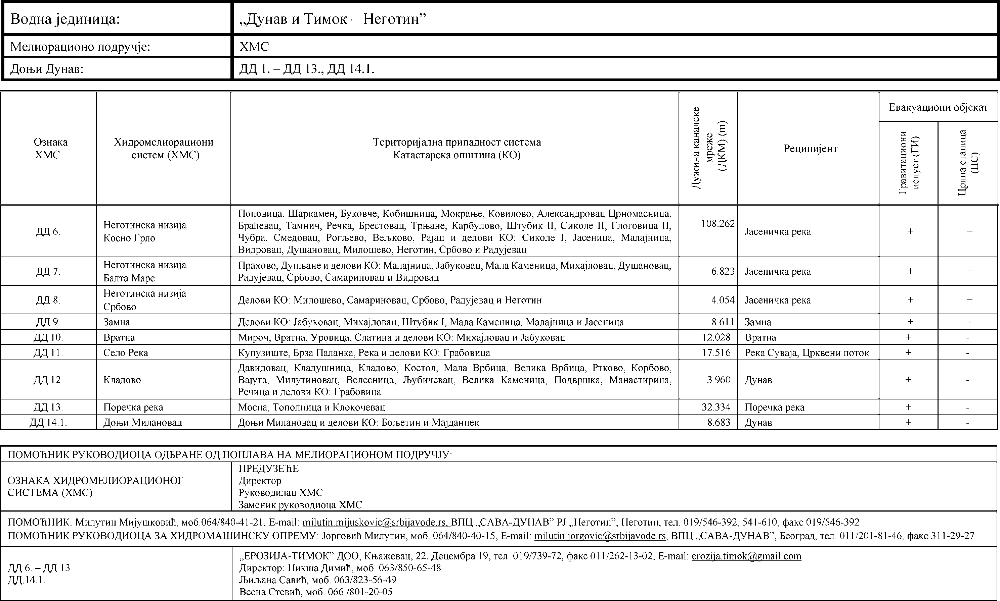 Водна јединица:
„Дунав и Тимок – Неготин”
Мелиорационо подручје:
ХМС
Доњи Дунав:
ДД 1. – ДД 13., ДД 14.1.
Ознака
ХМС
Хидромелиорациони
систем (ХМС)
Територијална припадност система
Катастарска општина (КО)
Дужина каналске
мреже
(ДКМ) (m)
Реципијент
Евакуациони објекат
Гравитациони
испуст (ГИ)
Црпна станица
(ЦС)
ДД 6.
Неготинска низија
Косно Грло
Поповица, Шаркамен, Буковче, Кобишница, Мокрање, Ковилово, Александровац Црномасница,
Браћевац, Тамнич, Речка, Брестовац, Трњане, Карбулово, Штубик II, Сиколе II, Глоговица II,
Чубра, Смедовац, Рогљево, Вељково, Рајац и делови КО: Сиколе I, Јасеница, Малајница,
Видровац, Душановац, Милошево, Неготин, Србово и Радујевац
108.262
Јасеничка река
+
+
ДД 7.
Неготинска низија
Балта Маре
Прахово, Дупљане и делови КО: Малајница, Јабуковац, Мала Каменица, Михајловац, Душановац,
Радујевац, Србово, Самариновац и Видровац
6.823
Јасеничка река
+
+
ДД 8.
Неготинска низија
Србово
Делови КО: Милошево, Самариновац, Србово, Радујевац и Неготин
4.054
Јасеничка река
+
+
ДД 9.
Замна
Делови КО: Јабуковац, Михајловац, Штубик I, Мала Каменица, Малајница и Јасеница
8.611
Замна
+
-
ДД 10.
Вратна
Мироч, Вратна, Уровица, Слатина и делови КО: Михајловац и Јабуковац
12.028
Вратна
+
-
ДД 11.
Село Река
Купузиште, Брза Паланка, Река и делови КО: Грабовица
17.516
Река Суваја, Црквени поток
+
-
ДД 12.
Кладово
Давидовац, Кладушница, Кладово, Костол, Мала Врбица, Велика Врбица, Ртково, Корбово,
Вајуга, Милутиновац, Велесница, Љубичевац, Велика Каменица, Подвршка, Манастирица,
Речица и делови КО: Грабовица
3.960
Дунав
+
-
ДД 13.
Поречка река
Мосна, Тополница и Клокочевац
32.334
Поречка река
+
-
ДД 14.1.
Доњи Милановац
Доњи Милановац и делови КО: Бољетин и Мајданпек
8.683
Дунав
+
-
ПОМОЋНИК РУКОВОДИОЦА ОДБРАНЕ ОД ПОПЛАВА НА МЕЛИОРАЦИОНОМ ПОДРУЧЈУ:
ОЗНАКА ХИДРОМЕЛИОРАЦИОНОГ
СИСТЕМА (ХМС)
ПРЕДУЗЕЋЕ
Директор
Руководилац ХМС
Заменик руководиоца ХМС
ПОМОЋНИК: Милутин Мијушковић, моб.064/840-41-21, E-mail: milutin.mijuskovic@srbijavode.rs, ВПЦ „САВА-ДУНАВ” РЈ „Неготин”, Неготин, тел. 019/546-392, 541-610, факс 019/546-392
ПОМОЋНИК РУКОВОДИОЦА ЗА ХИДРОМАШИНСКУ ОПРЕМУ: Јорговић Милутин, моб. 064/840-40-15, E-mail: milutin.jorgovic@srbijavode.rs, ВПЦ „САВА-ДУНАВ”, Београд, тел. 011/201-81-46, факс 311-29-27
ДД 6. – ДД 13
ДД.14.1.
„ЕРОЗИЈА-ТИМОК” ДОО, Књажевац, 22. Децембра 19, тел. 019/739-72, факс 011/262-13-02, E-mail: erozija.timok@gmail.com
Директор: Никша Димић, моб. 063/850-65-48
Љиљана Савић, моб. 063/823-56-49
Весна Стевић, моб. 066 /801-20-05